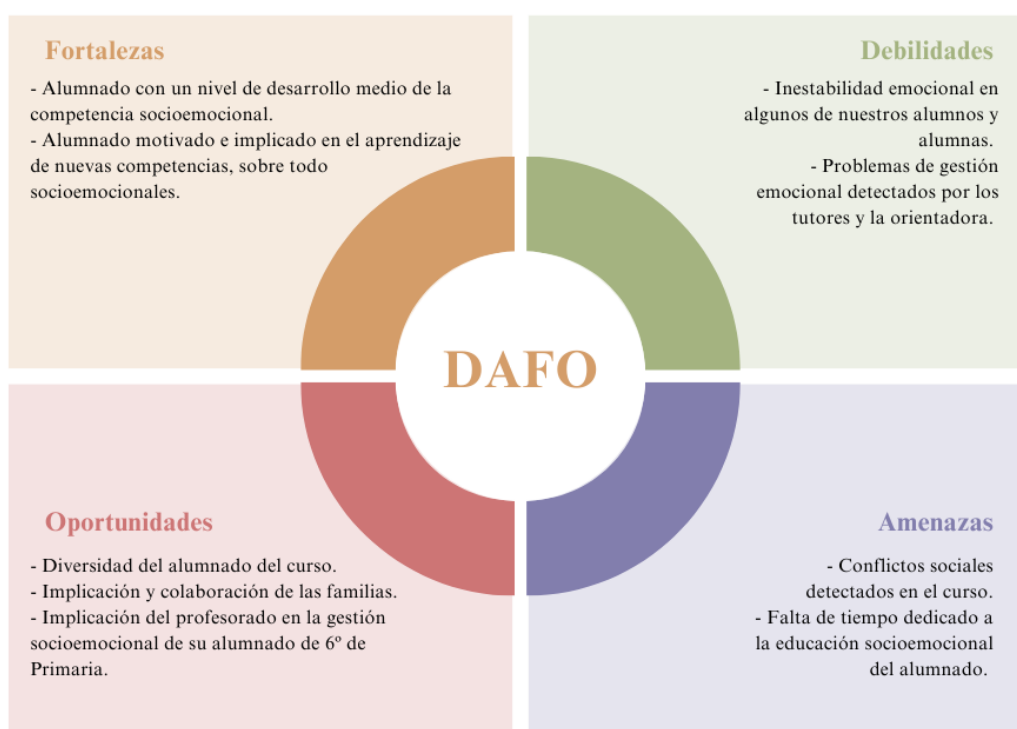 Fortalezas
- Alumnado con un nivel de desarrollo medio de la
competencia socioemocional.
- Alumnado motivado e implicado en el aprendizaje
de nuevas competencias, sobre todo
socioemocionales.
Debilidades
- Inestabilidad emocional en
algunos de nuestros alumnos y
alumnas.
- Problemas de gestión
emocional detectados por los
tutores y la orientadora.
DAFO
Oportunidades
- Diversidad del alumnado del curso.
- Implicación y colaboración de las familias.
- Implicación del profesorado en la gestión
socioemocional de su alumnado de 6º de
Primaria.
Amenazas
- Conflictos sociales
detectados en el curso.
- Falta de tiempo dedicado a
la educación socioemocional
del alumnado.